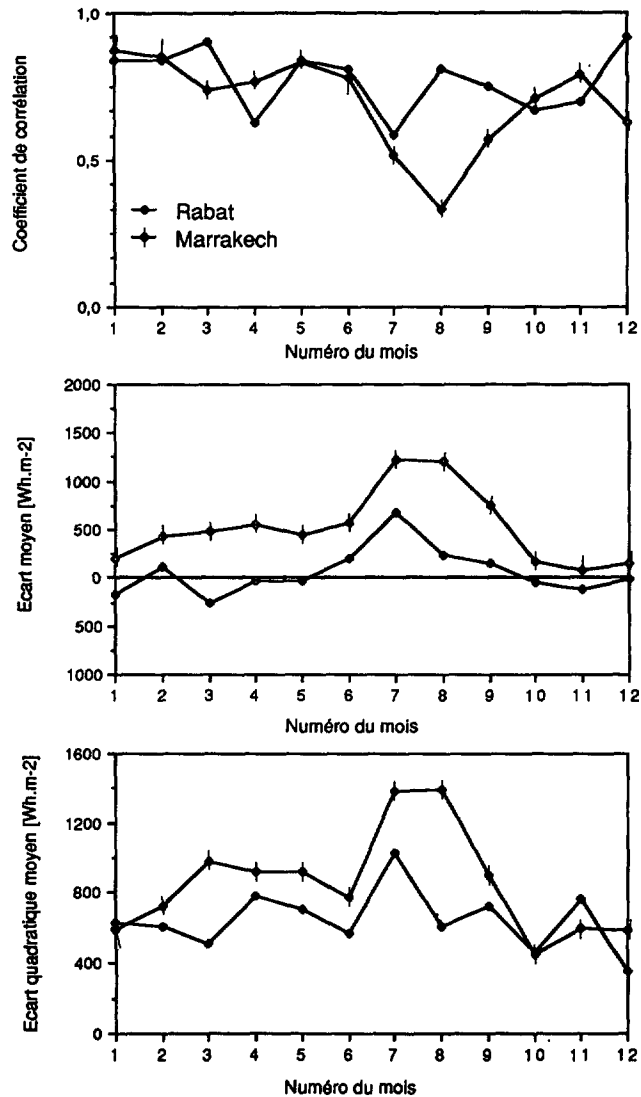 1,0
Coefficient de corrélation
0,5
Rabat
Marrakech
0,0
1 2 3 4 5 6 7 8 9 10 11 12
Numéro du mois
2000
1500
1000
Ecart moyen [Wh.m-2]
500
0
500
1000
1 2 3 4 5 6 7 8 9 10 11 12
Numéro du mois
1600
1200
Ecart quadratique moyen [Wh.m-2]
800
400
0
1 2 3 4 5 6 7 8 9 10 11 12
Numéro du mois